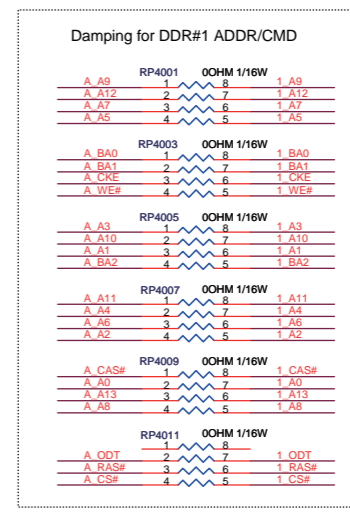 Damping for DDR#1 ADDR/CMD
RP4001 0OHM 1/16W
A_A9 1 8 1_A9
A_A12 2 7 1_A12
A_A7 3 6 1_A7
A_A5 4 5 1_A5
RP4003 0OHM 1/16W
A_BA0 1 8 1_BA0
A_BA1 2 7 1_BA1
A_CKE 3 6 1_CKE
A_WE# 4 5 1_WE#
RP4005 0OHM 1/16W
A_A3 1 8 1_A3
A_A10 2 7 1_A10
A_A1 3 6 1_A1
A_BA2 4 5 1_BA2
RP4007 0OHM 1/16W
A_A11 1 8 1_A11
A_A4 2 7 1_A4
A_A6 3 6 1_A6
A_A2 4 5 1_A2
RP4009 0OHM 1/16W
A_CAS# 1 8 1_CAS#
A_A0 2 7 1_A0
A_A13 3 6 1_A13
A_A8 4 5 1_A8
RP4011 0OHM 1/16W
1 8
A_ODT 2 7 1_ODT
A_RAS# 3 6 1_RAS#
A_CS# 4 5 1_CS#